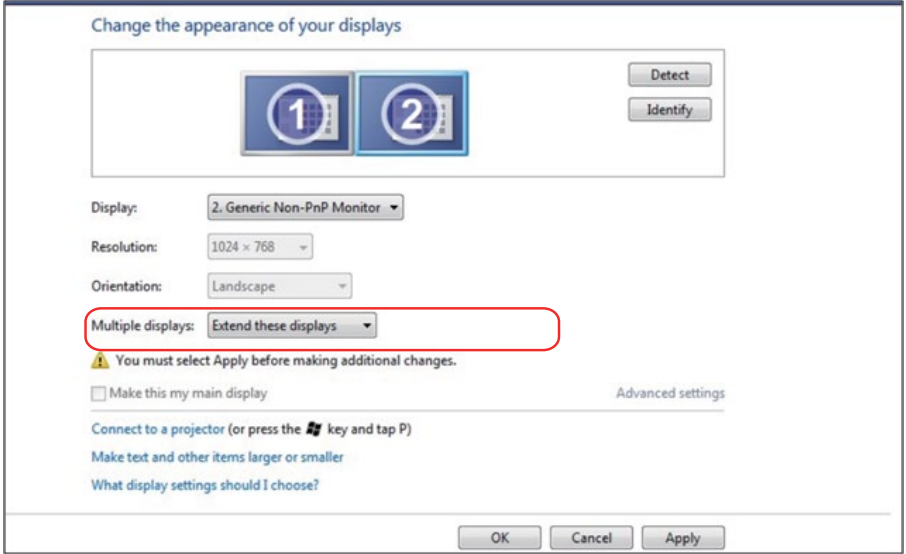 Change the appearance of your displays
1
2
Detect
Identify
Display: 2. Generic Non-PnP Monitor
Resolution: 1024 × 768
Orientation: Landscape
Multiple displays: Extend these displays
You must select Apply before making additional changes.
Make this my main display Advanced settings
Connect to a projector (or press the key and tap P)
Make text and other items larger or smaller
What display settings should I choose?
OK Cancel Apply